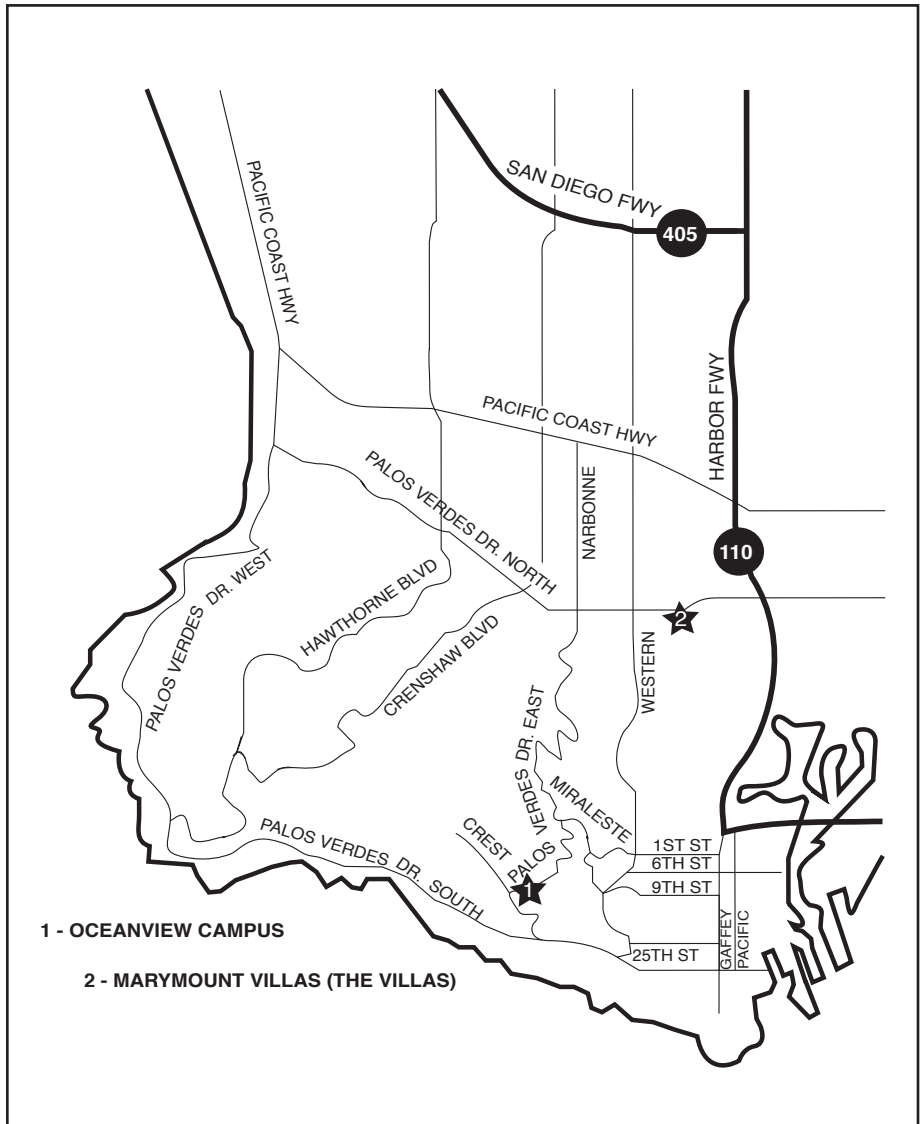 SAN DIEGO FWY
405
PACIFIC COAST HWY
HARBOR FWY
PACIFIC COAST HWY
PALOS VERDES DR. NORTH
NARBONNE
110
PALOS VERDES DR. WEST
HAWTHORNE BLVD
CRENSHAW BLVD
2
WESTERN
PALOS VERDES DR. EAST
MIRALESTE
CREST
1ST ST
6TH ST
9TH ST
PALOS VERDES DR. SOUTH
1
GAFFEY
PACIFIC
25TH ST
1 - OCEANVIEW CAMPUS
2 - MARYMOUNT VILLAS (THE VILLAS)